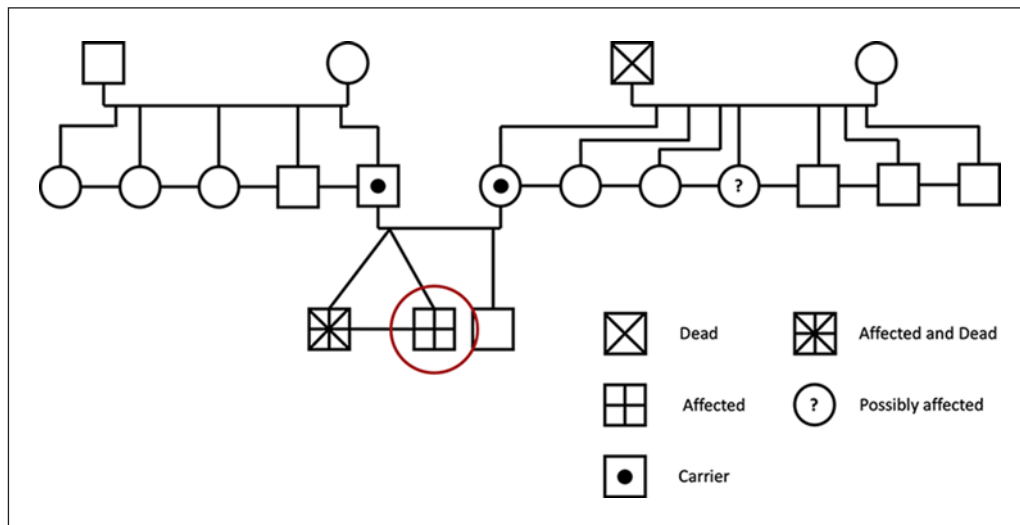 ?
Dead
Affected and Dead
Affected
? Possibly affected
Carrier